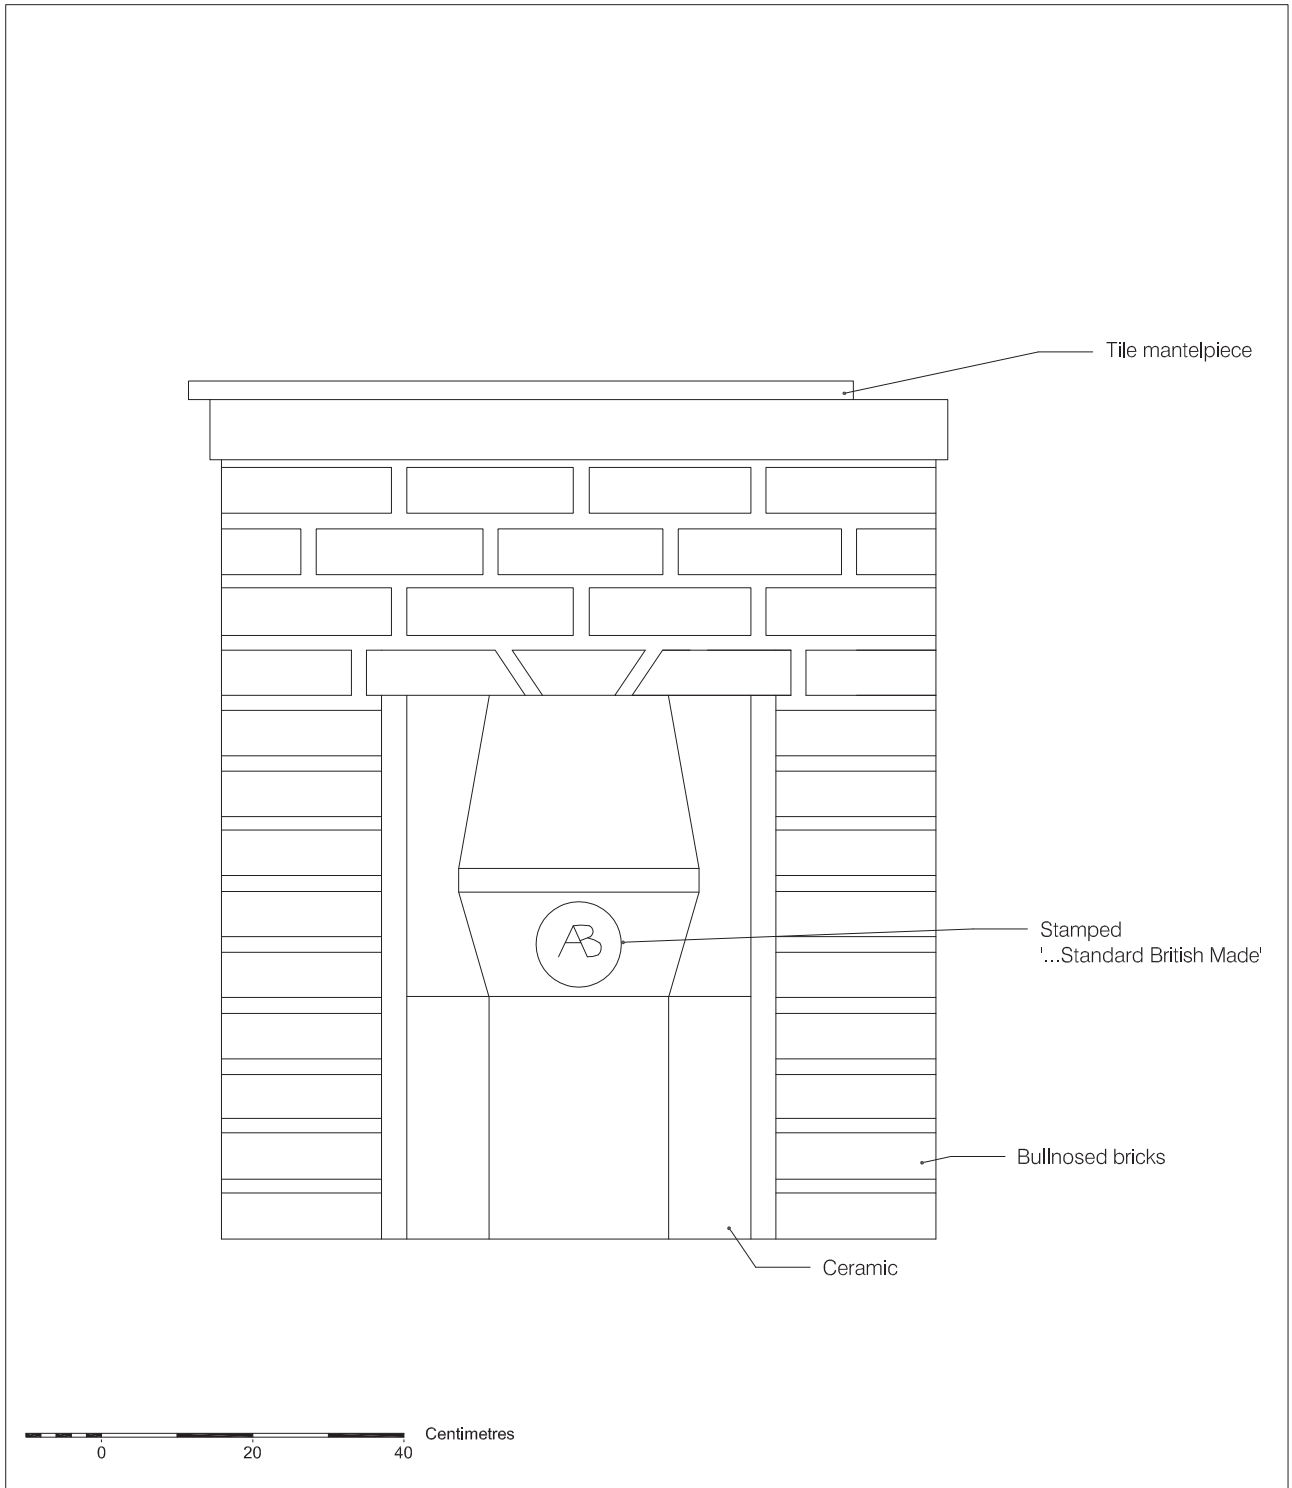 Tile mantelpiece
AB
Stamped
'...Standard British Made'
Bullnosed bricks
Ceramic
Centimetres
0 20 40